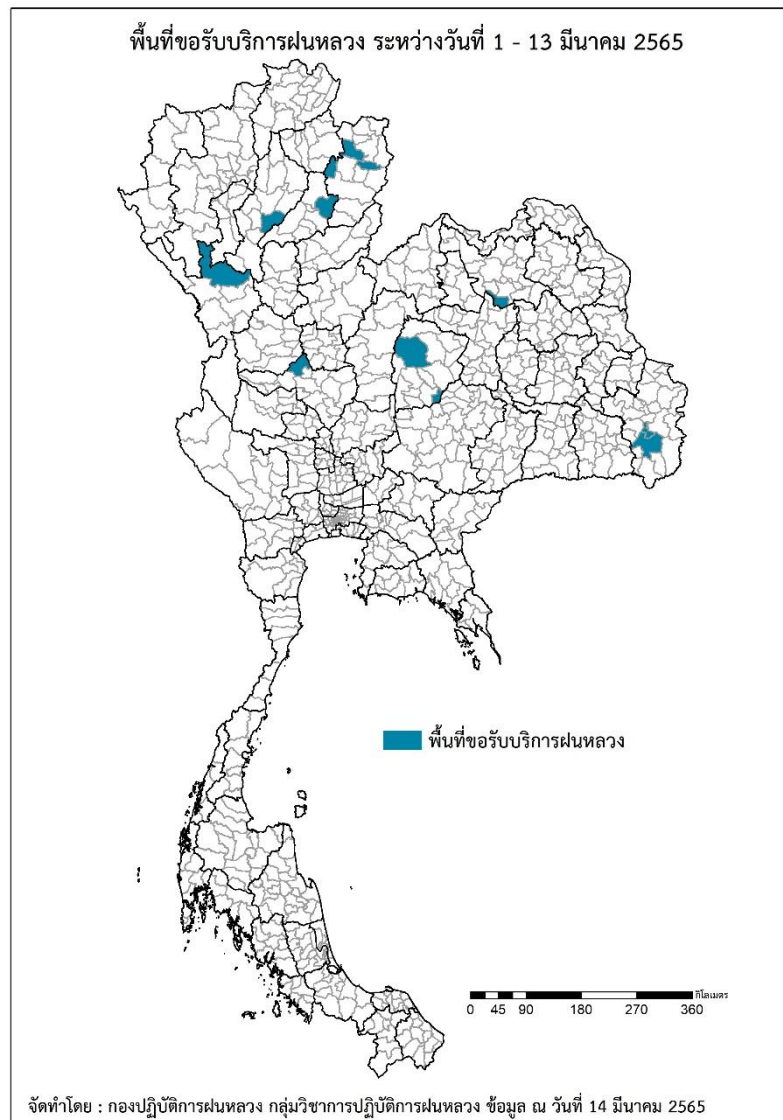 พื้นที่ขอรับบริการฝนหลวง ระหว่างวันที่ 1 - 13 มีนาคม 2565
พื้นที่ขอรับบริการฝนหลวง
กิโลเมตร
0 45 90 180 270 360
จัดทำโดย : กองปฏิบัติการฝนหลวง กลุ่มวิชาการปฏิบัติการฝนหลวง ข้อมูล ณ วันที่ 14 มีนาคม 2565